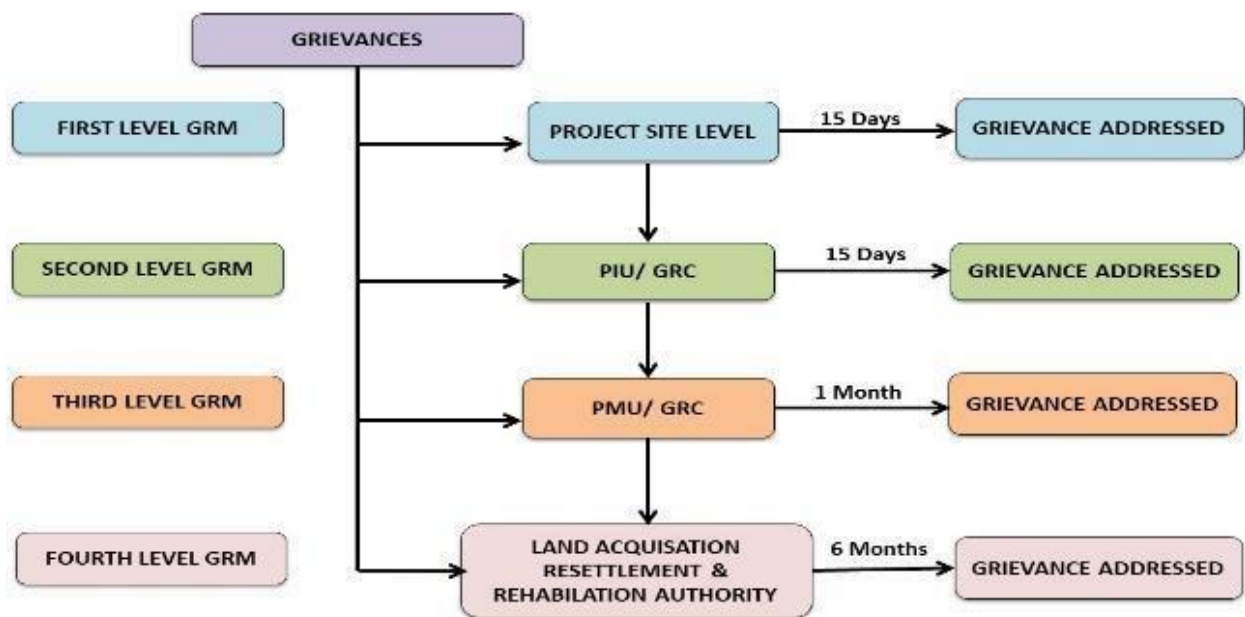 GRIEVANCES
FIRST LEVEL GRM
PROJECT SITE LEVEL
15 Days
GRIEVANCE ADDRESSED
SECOND LEVEL GRM
PIU/ GRC
15 Days
GRIEVANCE ADDRESSED
THIRD LEVEL GRM
PMU/ GRC
1 Month
GRIEVANCE ADDRESSED
FOURTH LEVEL GRM
LAND ACQUISATION
RESETTLEMENT &
REHABILATION AUTHORITY
6 Months
GRIEVANCE ADDRESSED